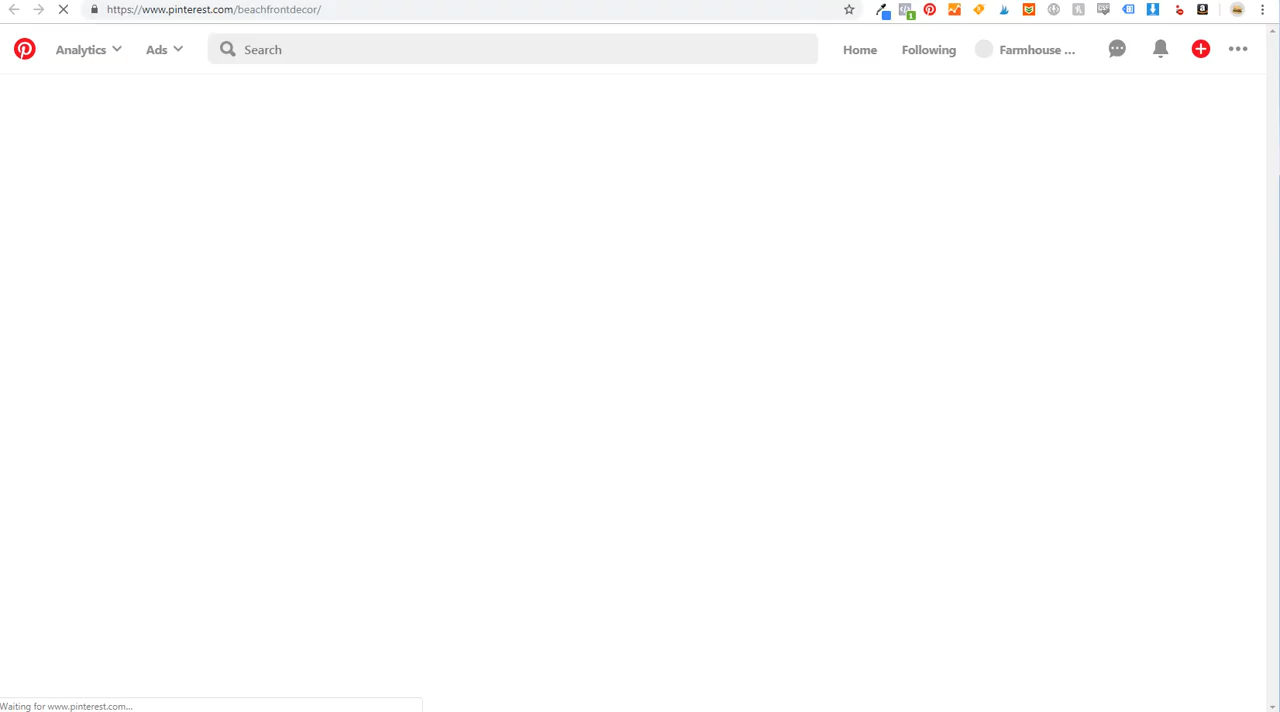 https://www.pinterest.com/beachfrontdecor/
Analytics
Ads
Search
Home
Following
Farmhouse ...
Waiting for www.pinterest.com...